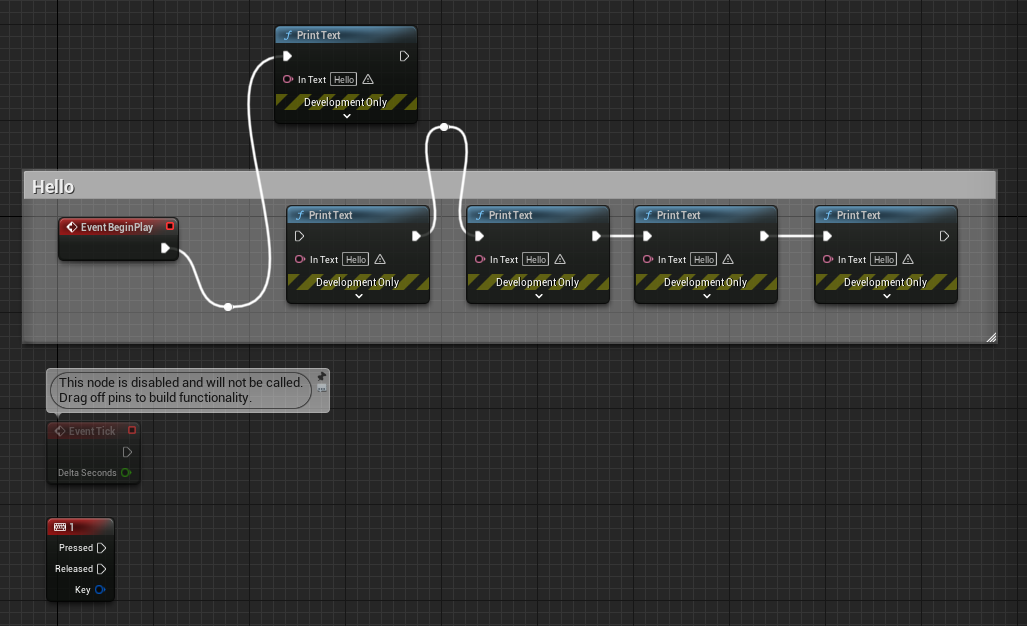 Print Text
In Text Hello
Development Only
Hello
Event BeginPlay
Print Text
In Text Hello
Development Only
Print Text
In Text Hello
Development Only
Print Text
In Text Hello
Development Only
Print Text
In Text Hello
Development Only
This node is disabled and will not be called.
Drag off pins to build functionality.
Event Tick
Delta Seconds
1
Pressed
Released
Key